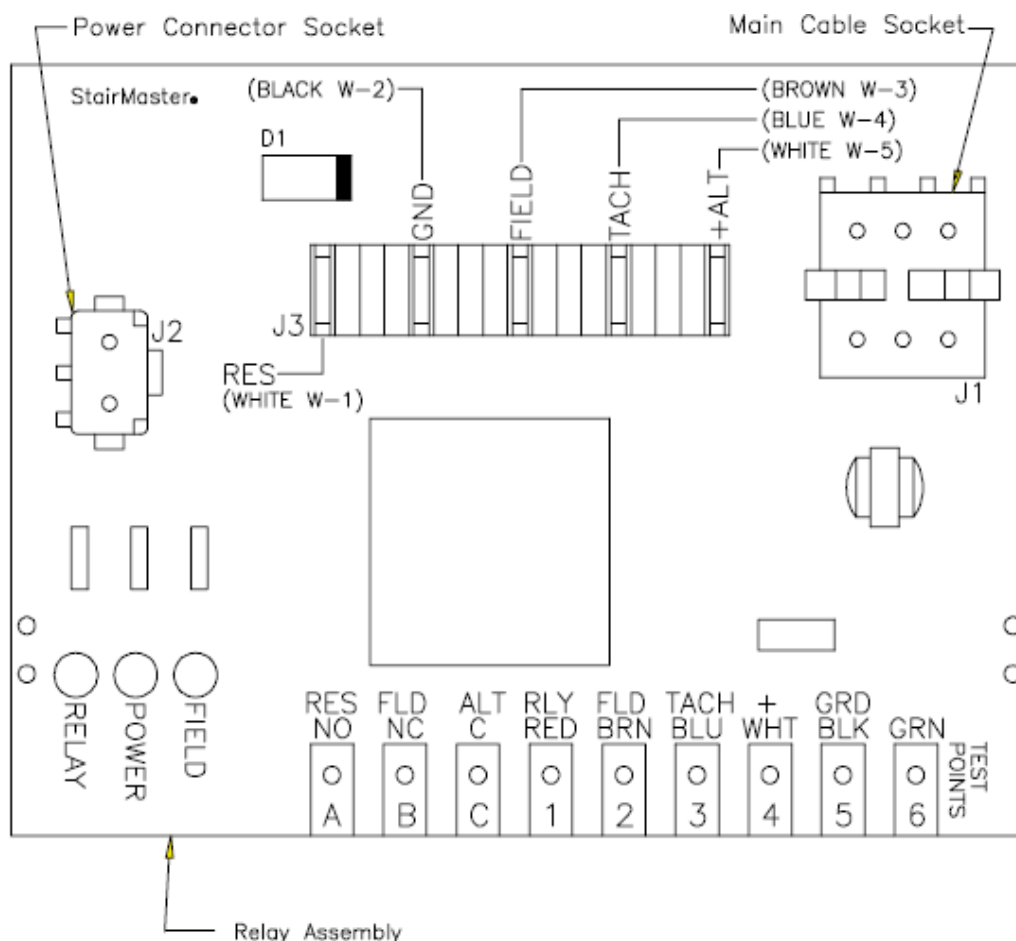 Power Connector Socket
Main Cable Socket
StairMaster.
(BLACK W-2)
(BROWN W-3)
(BLUE W-4)
(WHITE W-5)
D1
GND
FIELD
TACH
+ALT
J3
J2
J1
RES
(WHITE W-1)
RELAY
POWER
FIELD
RES FLD ALT RLY FLD TACH + GRD
NO NC C RED BRN BLU WHT BLK GRN
A B C 1 2 3 4 5 6
TEST
POINTS
Relay Assembly